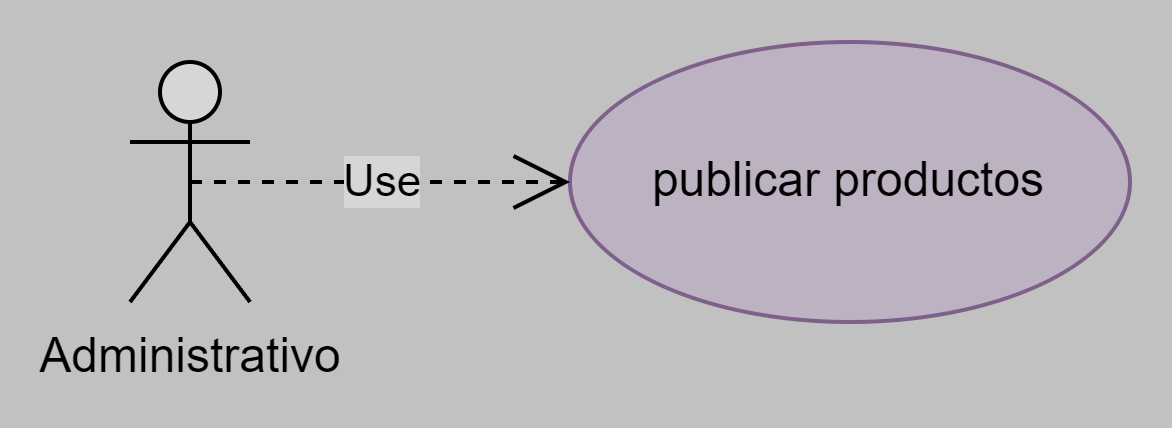 Use
publicar productos
Administrativo